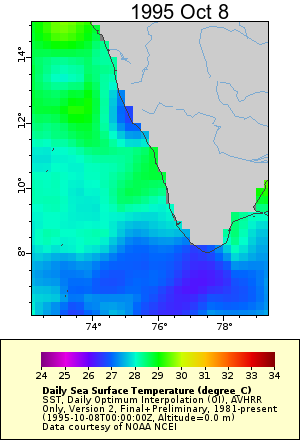 1995 Oct 8
14°
12°
10°
8°
74° 76° 78°
24 25 26 27 28 29 30 31 32 33 34
Daily Sea Surface Temperature (degree_C)
SST, Daily Optimum Interpolation (OI), AVHRR
Only, Version 2, Final+Preliminary, 1981-present
(1995-10-08T00:00:00Z, Altitude=0.0 m)
Data courtesy of NOAA NCEI